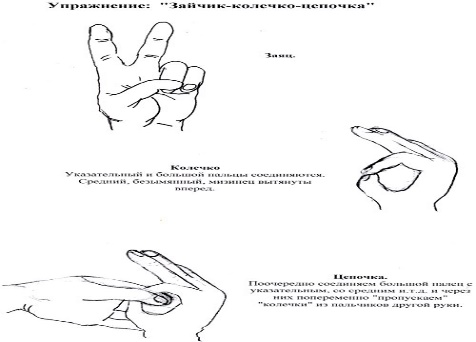 Упражнение: "Зайчик-колечко-цепочка"
Заяц.
Колечко
Указательный и большой пальцы соединяются.
Средний, безымянный, мизинец вытянуты
вперед.
Цепочка.
Поочередно соединяем большой палец с
указательным, со средним и.т.д. и через
них попеременно "пропускаем"
"колечки" из пальчиков другой руки.